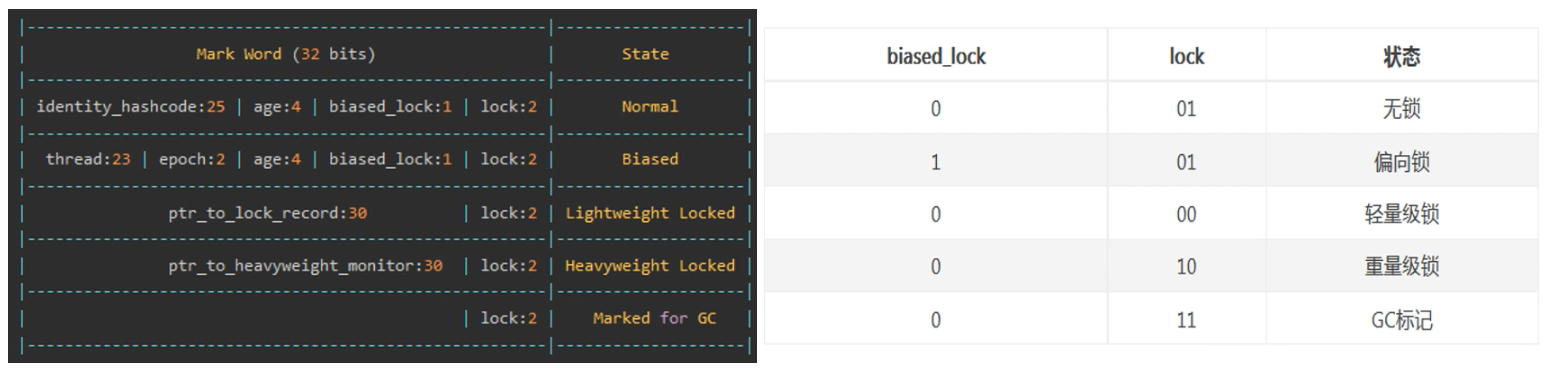 |-------------------------------------------------------|--------------------|
| Mark Word (32 bits) | State |
|-------------------------------------------------------|--------------------|
| identity_hashcode:25 | age:4 | biased_lock:1 | lock:2 | Normal |
|-------------------------------------------------------|--------------------|
| thread:23 | epoch:2 | age:4 | biased_lock:1 | lock:2 | Biased |
|-------------------------------------------------------|--------------------|
| ptr_to_lock_record:30 | lock:2 | Lightweight Locked |
|-------------------------------------------------------|--------------------|
| ptr_to_heavyweight_monitor:30 | lock:2 | Heavyweight Locked |
|-------------------------------------------------------|--------------------|
| | lock:2 | Marked for GC |
|-------------------------------------------------------|--------------------|
biased_lock lock 状态
0 01 无锁
1 01 偏向锁
0 00 轻量级锁
0 10 重量级锁
0 11 GC标记